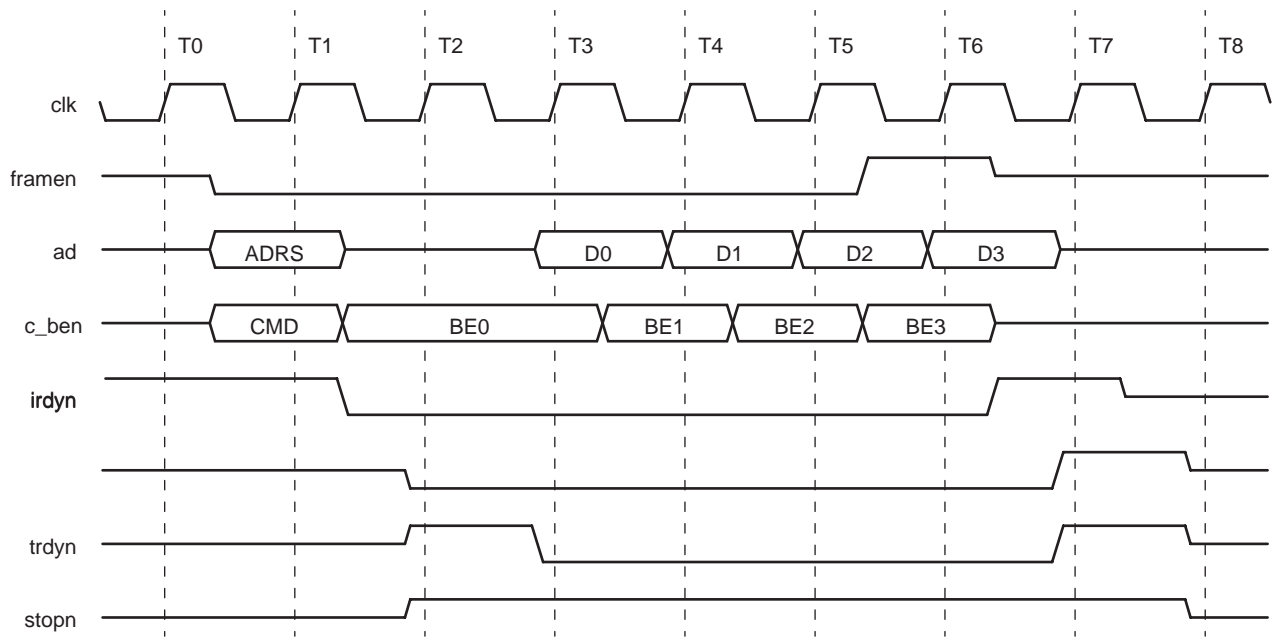 T0 T1 T2 T3 T4 T5 T6 T7 T8
clk
framen
ad ADRS D0 D1 D2 D3
c_ben CMD BE0 BE1 BE2 BE3
irdyn
trdyn
stopn